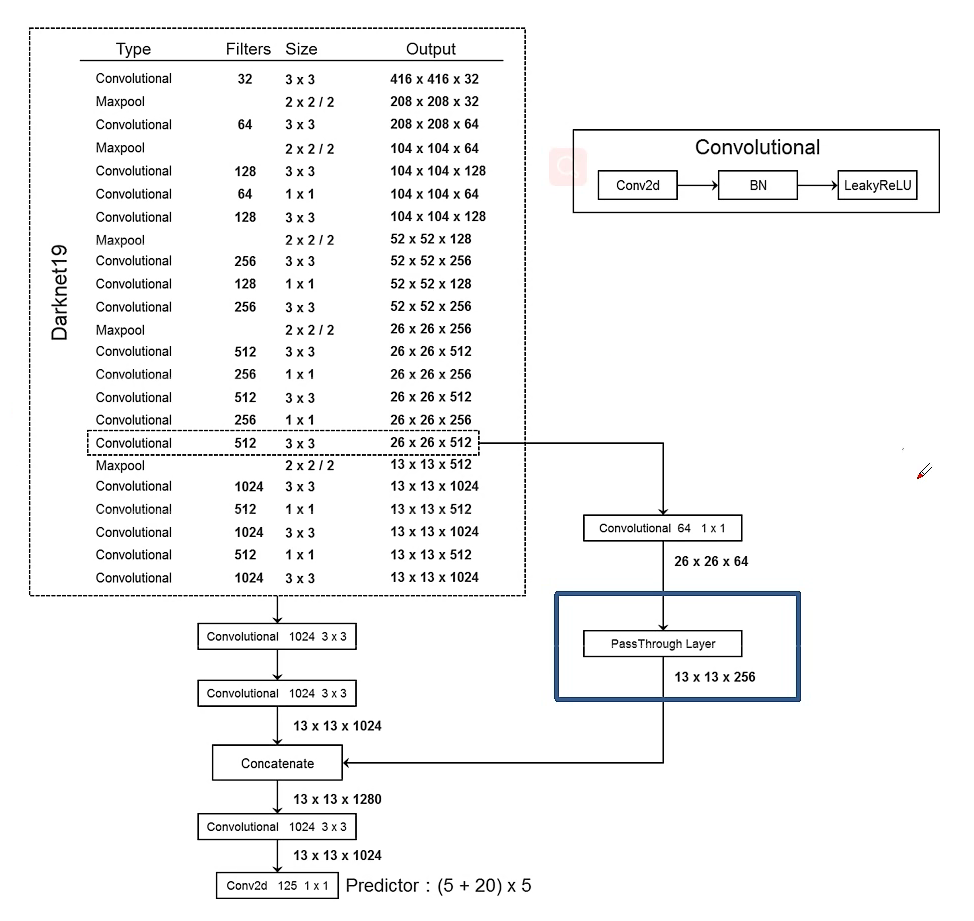 Type Filters Size Output
Convolutional 32 3 x 3 416 x 416 x 32
Maxpool 2 x 2 / 2 208 x 208 x 32
Convolutional 64 3 x 3 208 x 208 x 64
Maxpool 2 x 2 / 2 104 x 104 x 64
Convolutional 128 3 x 3 104 x 104 x 128
Convolutional 64 1 x 1 104 x 104 x 64
Convolutional 128 3 x 3 104 x 104 x 128
Maxpool 2 x 2 / 2 52 x 52 x 128
Convolutional 256 3 x 3 52 x 52 x 256
Convolutional 128 1 x 1 52 x 52 x 128
Convolutional 256 3 x 3 52 x 52 x 256
Maxpool 2 x 2 / 2 26 x 26 x 256
Convolutional 512 3 x 3 26 x 26 x 512
Convolutional 256 1 x 1 26 x 26 x 256
Convolutional 512 3 x 3 26 x 26 x 512
Convolutional 256 1 x 1 26 x 26 x 256
Convolutional 512 3 x 3 26 x 26 x 512
Maxpool 2 x 2 / 2 13 x 13 x 512
Convolutional 1024 3 x 3 13 x 13 x 1024
Convolutional 512 1 x 1 13 x 13 x 512
Convolutional 1024 3 x 3 13 x 13 x 1024
Convolutional 512 1 x 1 13 x 13 x 512
Convolutional 1024 3 x 3 13 x 13 x 1024
Darknet19
Convolutional
Conv2d BN LeakyReLU
Convolutional 64 1 x 1
26 x 26 x 64
PassThrough Layer
13 x 13 x 256
Convolutional 1024 3 x 3
Convolutional 1024 3 x 3
13 x 13 x 1024
Concatenate
13 x 13 x 1280
Convolutional 1024 3 x 3
13 x 13 x 1024
Conv2d 125 1 x 1 Predictor : (5 + 20) x 5